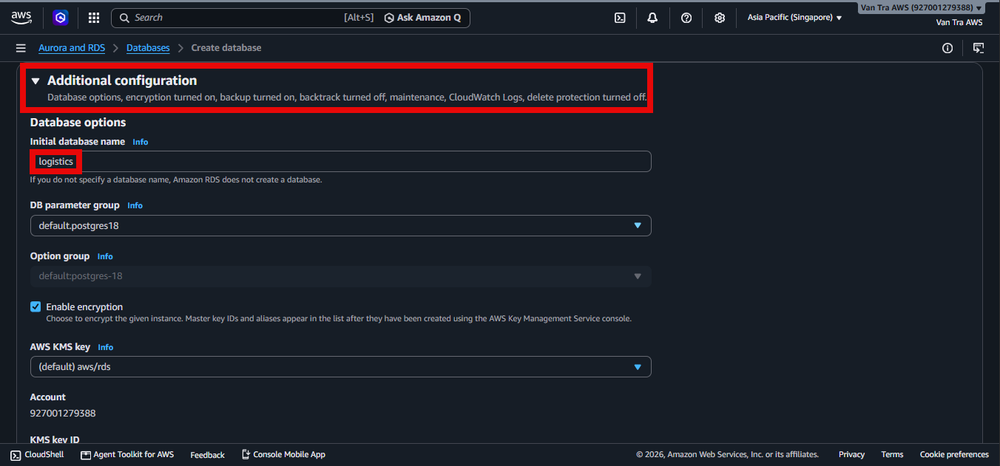 aws
Search [Alt+S] Ask Amazon Q
Asia Pacific (Singapore)
Van Tra AWS (927001279388)
Van Tra AWS
Aurora and RDS > Databases > Create database
Additional configuration
Database options, encryption turned on, backup turned on, backtrack turned off, maintenance, CloudWatch Logs, delete protection turned off.
Database options
Initial database name Info
logistics
If you do not specify a database name, Amazon RDS does not create a database.
DB parameter group Info
default.postgres18
Option group Info
default:postgres-18
Enable encryption
Choose to encrypt the given instance. Master key IDs and aliases appear in the list after they have been created using the AWS Key Management Service console.
AWS KMS key Info
(default) aws/rds
Account
927001279388
KMS key ID
CloudShell Agent Toolkit for AWS Feedback Console Mobile App © 2026, Amazon Web Services, Inc. or its affiliates. Privacy Terms Cookie preferences